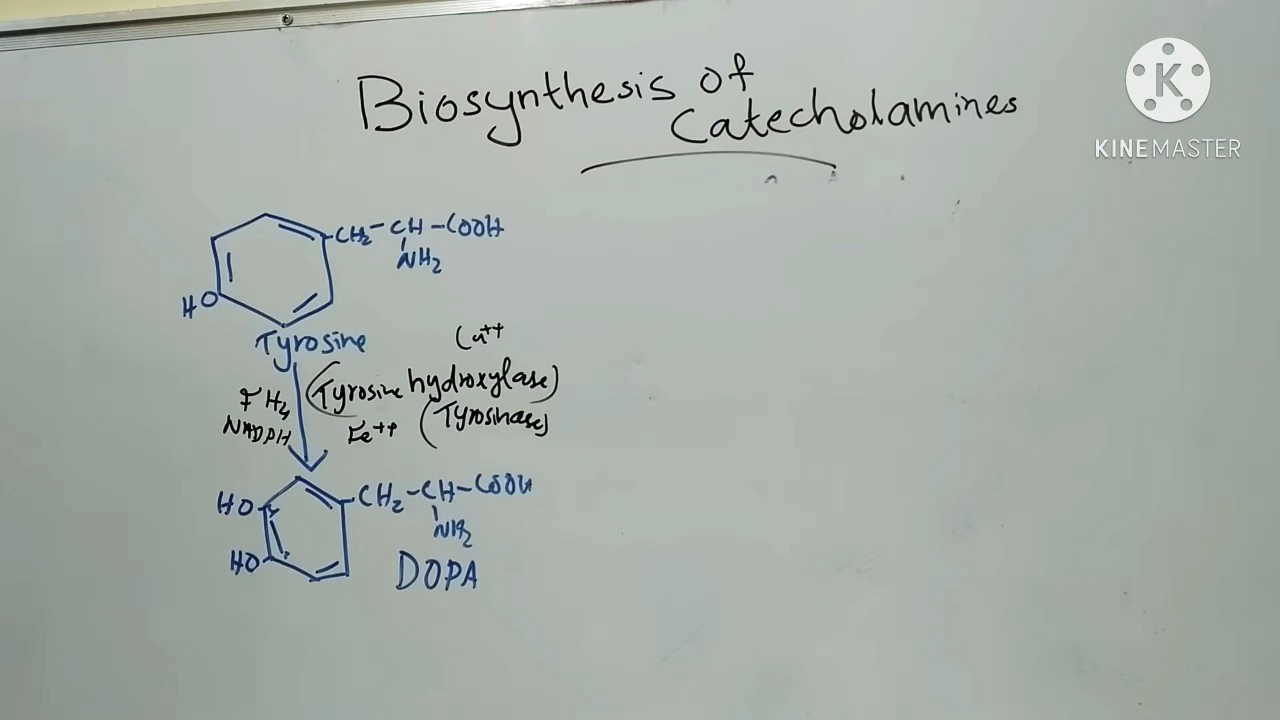 Biosynthesis of
Catecholamines
KINEMASTER
CH2-CH-COOH
NH2
HO
Tyrosine
Ca++
(Tyrosine hydroxylase)
FH4
NADPH
Fe++
(Tyrosinase)
HO
CH2-CH-COOH
NH2
HO
DOPA